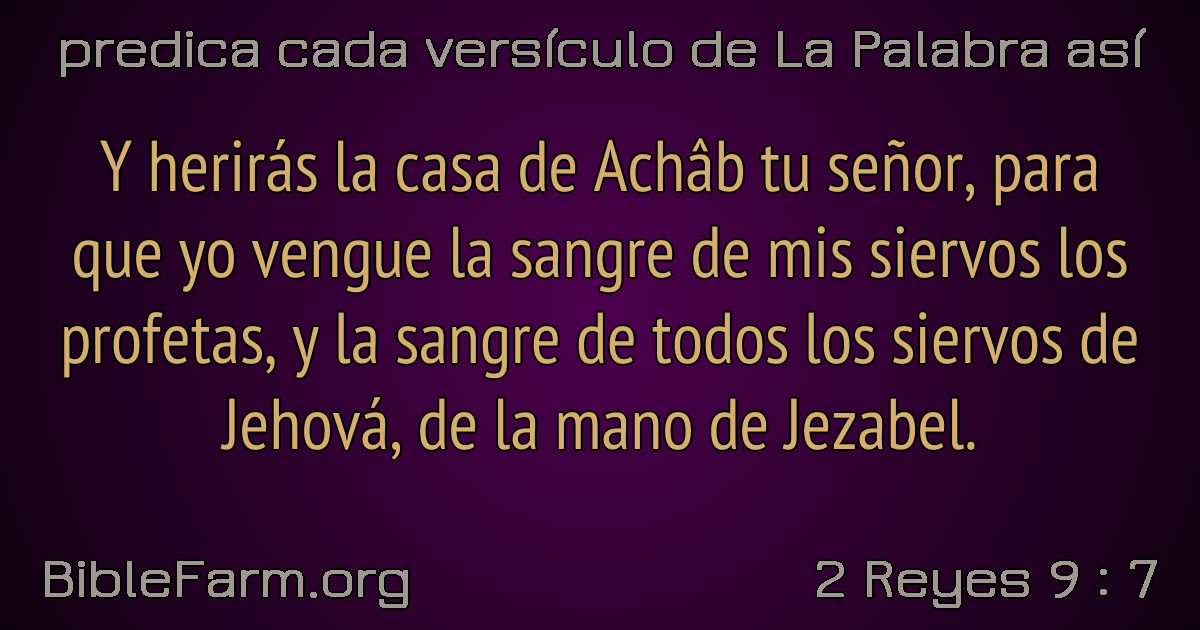 predica cada versículo de La Palabra así
Y herirás la casa de Achâb tu señor, para
que yo vengue la sangre de mis siervos los
profetas, y la sangre de todos los siervos de
Jehová, de la mano de Jezabel.
BibleFarm.org
2 Reyes 9 : 7